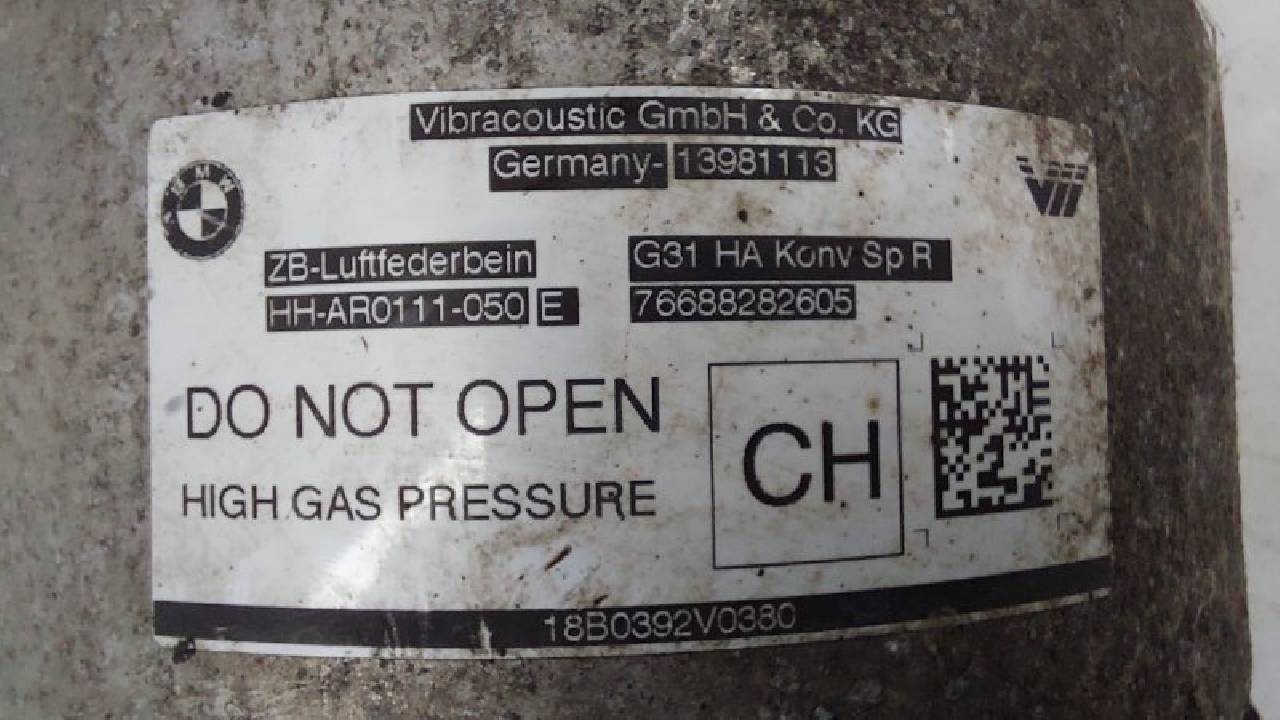 Vibracoustic GmbH & Co. KG
Germany- 13981113
BMW
ZB-Luftfederbein G31 HA Konv Sp R
HH-AR0111-050 E 76688282605
DO NOT OPEN
HIGH GAS PRESSURE
CH
18B0392V0380